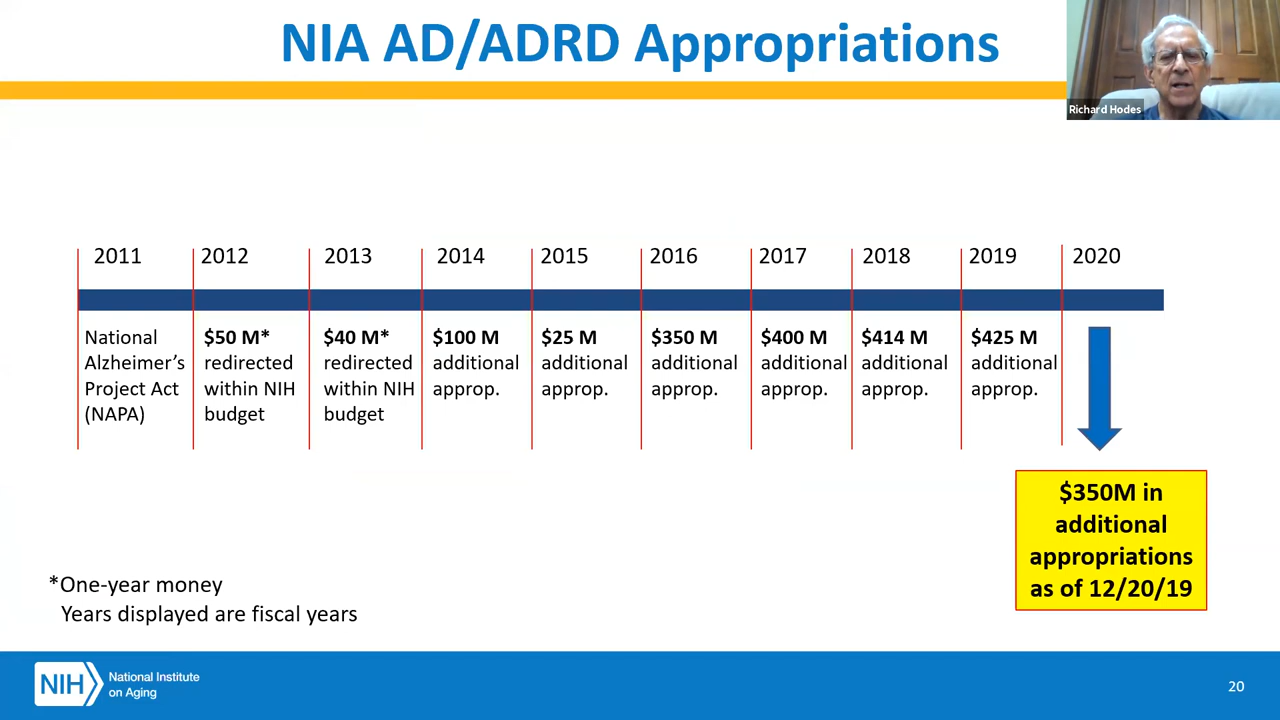 NIA AD/ADRD Appropriations
Richard Hodes
2011
2012
2013
2014
2015
2016
2017
2018
2019
2020
National
Alzheimer’s
Project Act
(NAPA)
$50 M*
redirected
within NIH
budget
$40 M*
redirected
within NIH
budget
$100 M
additional
approp.
$25 M
additional
approp.
$350 M
additional
approp.
$400 M
additional
approp.
$414 M
additional
approp.
$425 M
additional
approp.
$350M in
additional
appropriations
as of 12/20/19
*One-year money
Years displayed are fiscal years
NIH
National Institute
on Aging
20